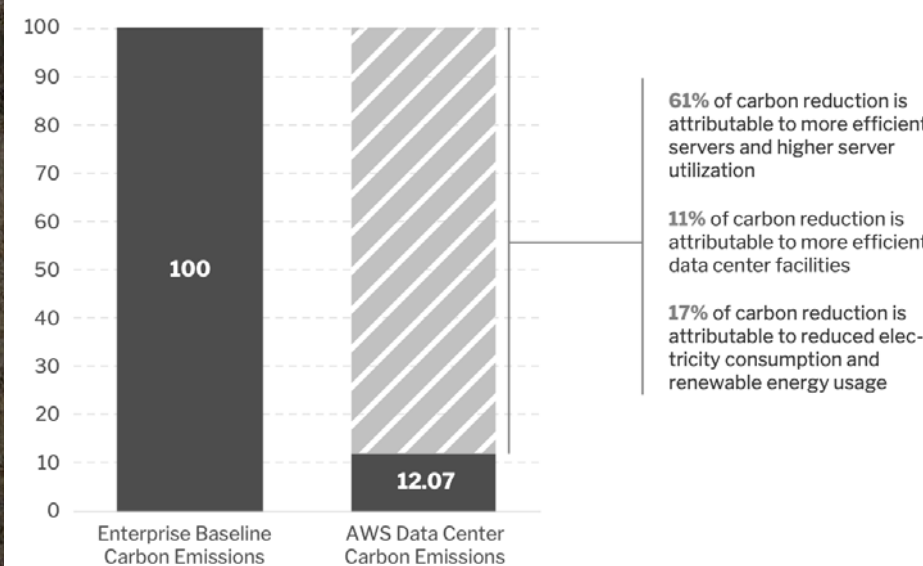 100
90
80
70
60
50
40
30
20
10
0
100
12.07
Enterprise Baseline
Carbon Emissions
AWS Data Center
Carbon Emissions
61% of carbon reduction is
attributable to more efficient
servers and higher server
utilization
11% of carbon reduction is
attributable to more efficient
data center facilities
17% of carbon reduction is
attributable to reduced elec-
tricity consumption and
renewable energy usage